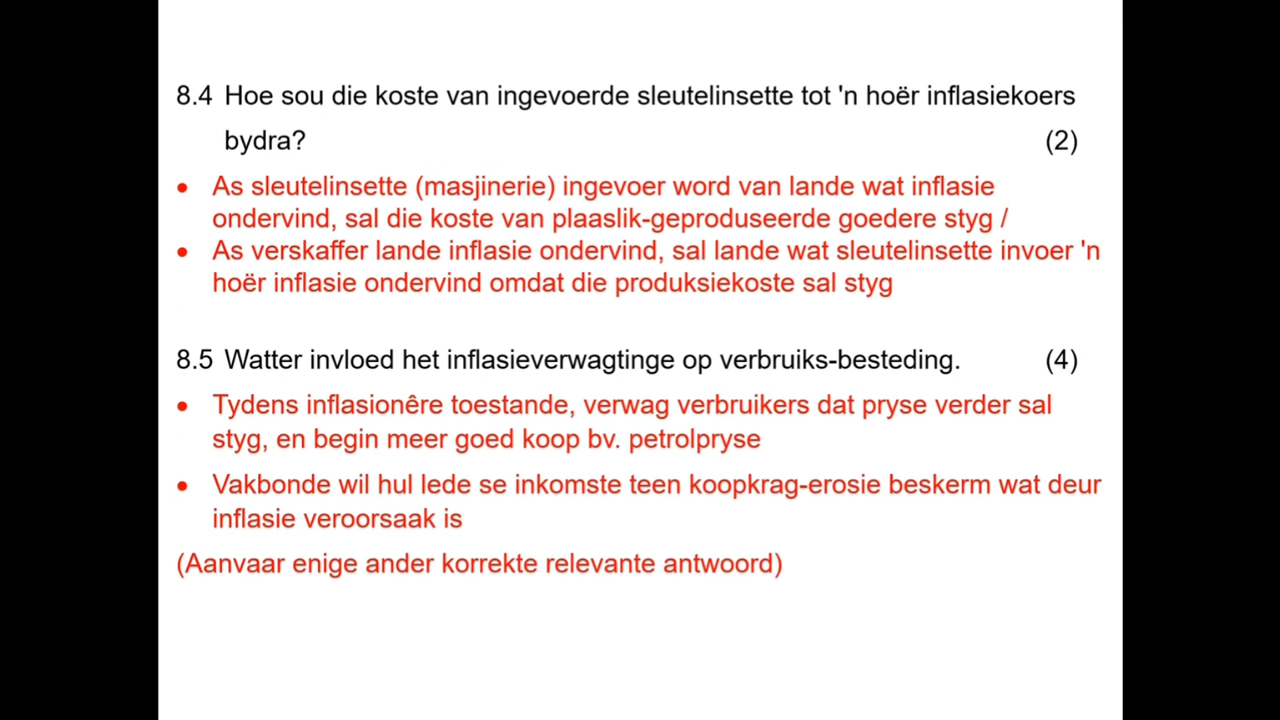 8.4 Hoe sou die koste van ingevoerde sleutelinsette tot 'n hoër inflasiekoers
bydra? (2)
• As sleutelinsette (masjinerie) ingevoer word van lande wat inflasie
ondervind, sal die koste van plaaslik-geproduseerde goedere styg /
• As verskaffer lande inflasie ondervind, sal lande wat sleutelinsette invoer 'n
hoër inflasie ondervind omdat die produksiekoste sal styg
8.5 Watter invloed het inflasieverwagtinge op verbruiks-besteding. (4)
• Tydens inflasionêre toestande, verwag verbruikers dat pryse verder sal
styg, en begin meer goed koop bv. petrolpryse
• Vakbonde wil hul lede se inkomste teen koopkrag-erosie beskerm wat deur
inflasie veroorsaak is
(Aanvaar enige ander korrekte relevante antwoord)